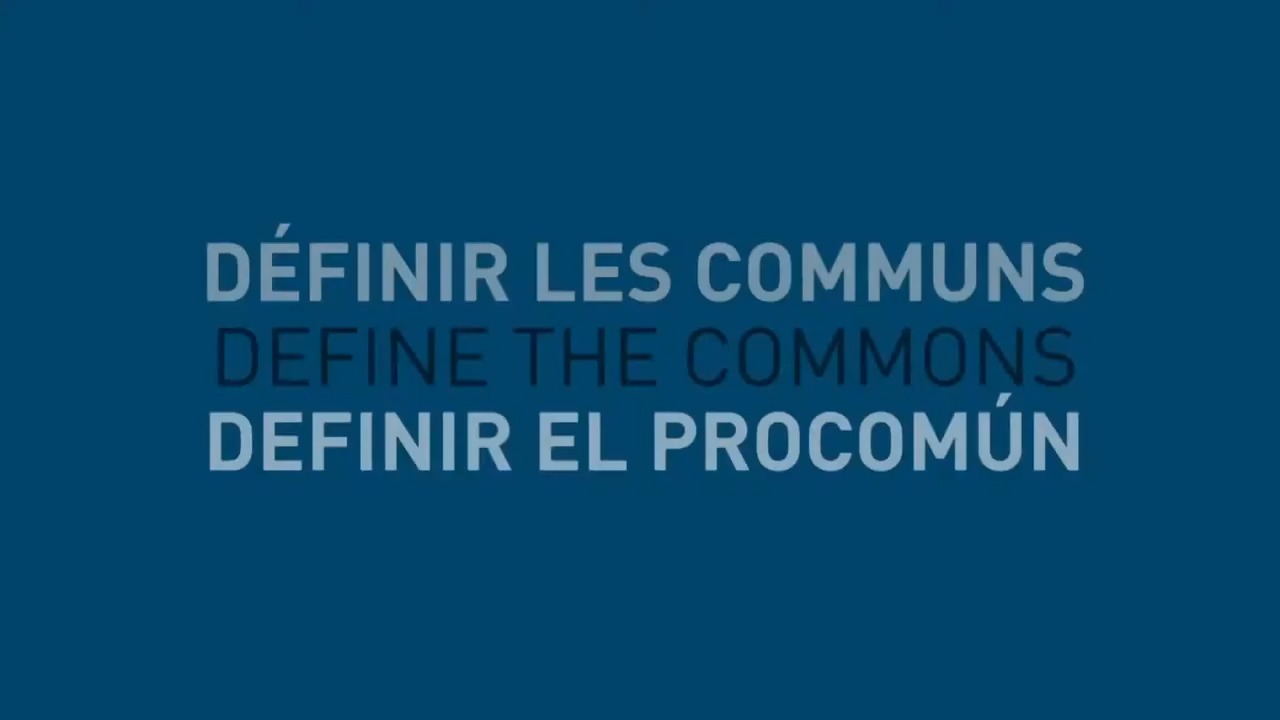 DÉFINIR LES COMMUNS
DEFINE THE COMMONS
DEFINIR EL PROCOMÚN